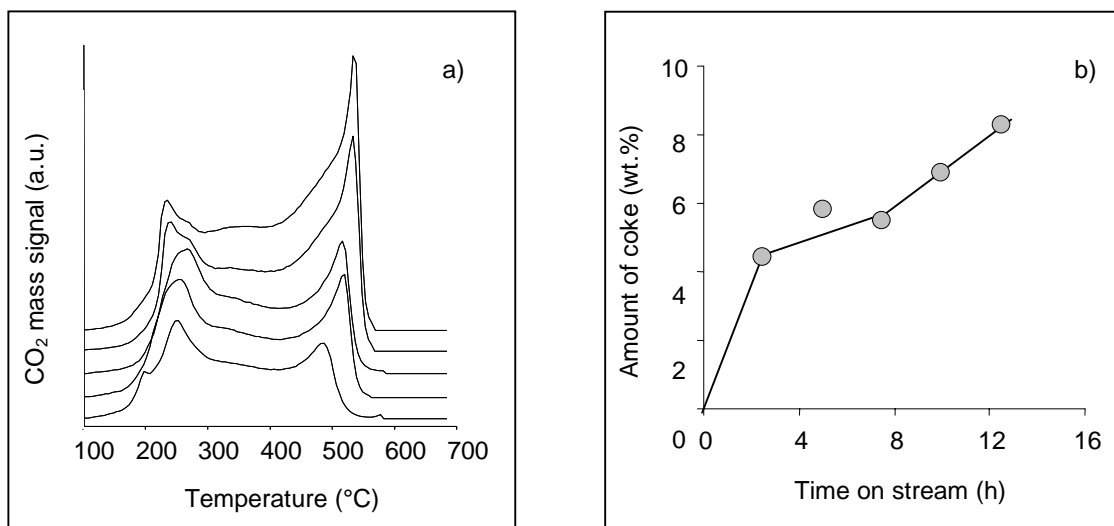 a)
CO2 mass signal (a.u.)
100 200 300 400 500 600 700
Temperature (°C)
b)
10
8
6
4
2
0
Amount of coke (wt.%)
0 4 8 12 16
Time on stream (h)